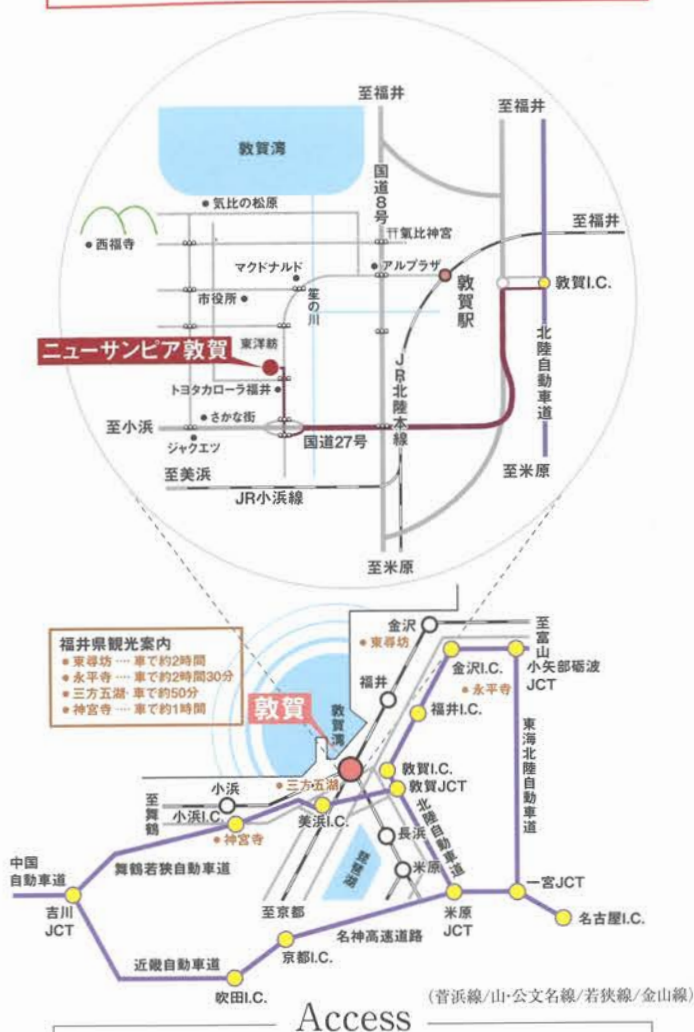 至福井
至福井
敦賀湾
国道8号
気比の松原
氣比神宮
至福井
西福寺
マクドナルド
アルプラザ
敦賀I.C.
市役所
笙の川
敦賀駅
ニューサンピア敦賀
東洋紡
JR北陸本線
北陸自動車道
トヨタカローラ福井
至小浜
さかな街
国道27号
ジャクエツ
至美浜
至米原
JR小浜線
至米原
福井県観光案内
●東尋坊 ‥‥ 車で約2時間
●永平寺 ‥‥ 車で約2時間30分
●三方五湖‥車で約50分
●神宮寺 ‥‥ 車で約1時間
金沢
至富山
東尋坊
金沢I.C.
小矢部砺波JCT
福井
永平寺
敦賀
敦賀湾
福井I.C.
東海北陸自動車道
敦賀I.C.
敦賀JCT
三方五湖
小浜
至舞鶴
小浜I.C.
美浜I.C.
北陸自動車道
神宮寺
長浜
琵琶湖
米原
舞鶴若狭自動車道
中国
自動車道
吉川
JCT
至京都
米原
JCT
一宮JCT
名古屋I.C.
名神高速道路
京都I.C.
近畿自動車道
吹田I.C.
(菅浜線/山・公文名線/若狭線/金山線)
Access